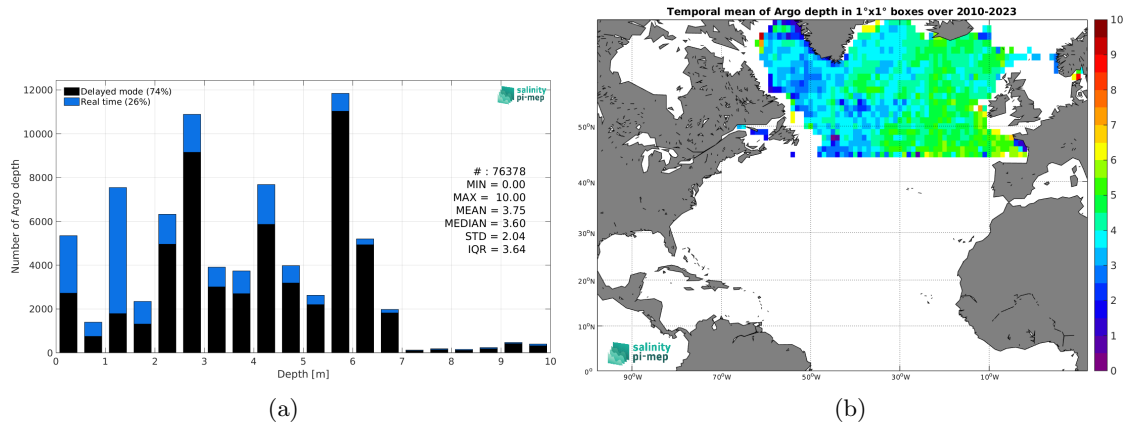 Delayed mode (74%)
Real time (26%)
salinity
pi-mep
12000
10000
8000
6000
4000
2000
0
Number of Argo depth
# : 76378
MIN = 0.00
MAX = 10.00
MEAN = 3.75
MEDIAN = 3.60
STD = 2.04
IQR = 3.64
0 1 2 3 4 5 6 7 8 9 10
Depth [m]
(a)
Temporal mean of Argo depth in 1°x1° boxes over 2010-2023
50°N
40°N
30°N
20°N
10°N
0°
90°W 70°W 50°W 30°W 10°W
salinity
pi-mep
10
9
8
7
6
5
4
3
2
1
0
(b)